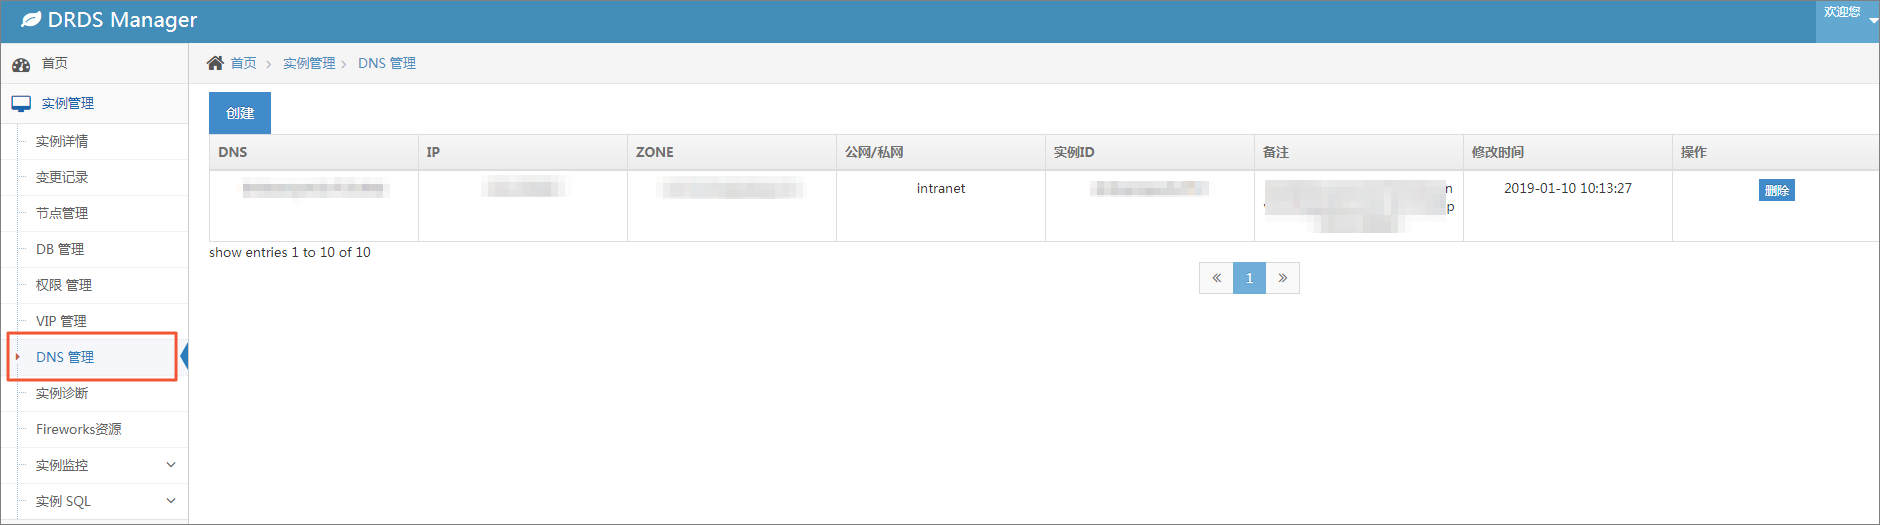 DRDS Manager
欢迎您
首页
实例管理
实例详情
变更记录
节点管理
DB 管理
权限 管理
VIP 管理
DNS 管理
实例诊断
Fireworks资源
实例监控
实例 SQL
首页 > 实例管理 > DNS 管理
创建
DNS IP ZONE 公网/私网 实例ID 备注 修改时间 操作
intranet 2019-01-10 10:13:27 删除
show entries 1 to 10 of 10
« 1 »